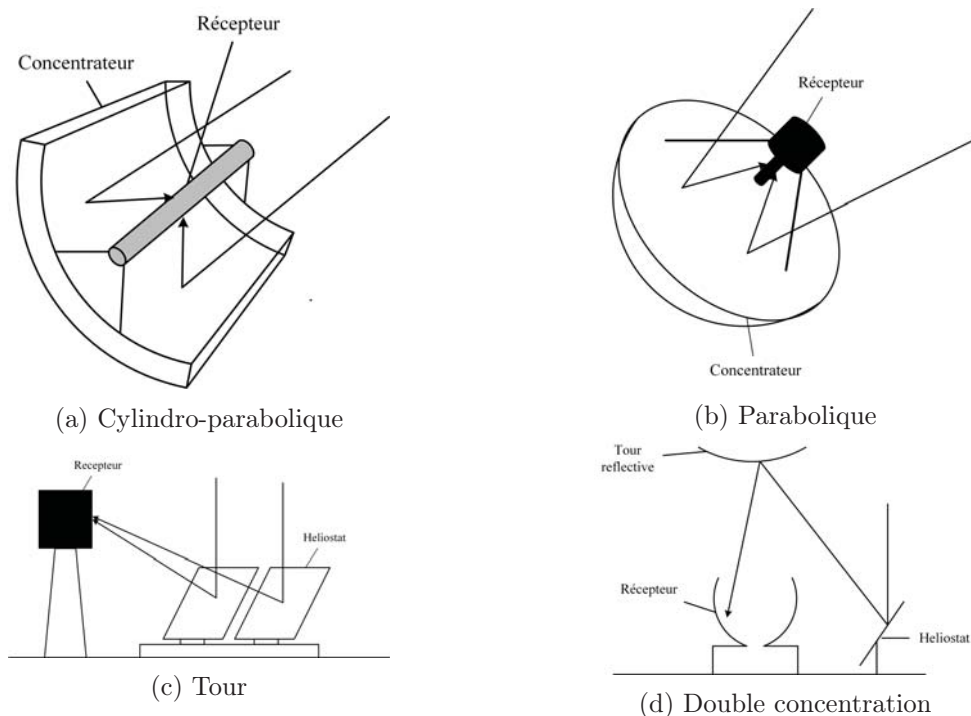 Récepteur
Concentrateur
(a) Cylindro-parabolique
Récepteur
Concentrateur
(b) Parabolique
Recepteur
Heliostat
(c) Tour
Tour
reflective
Récepteur
Heliostat
(d) Double concentration